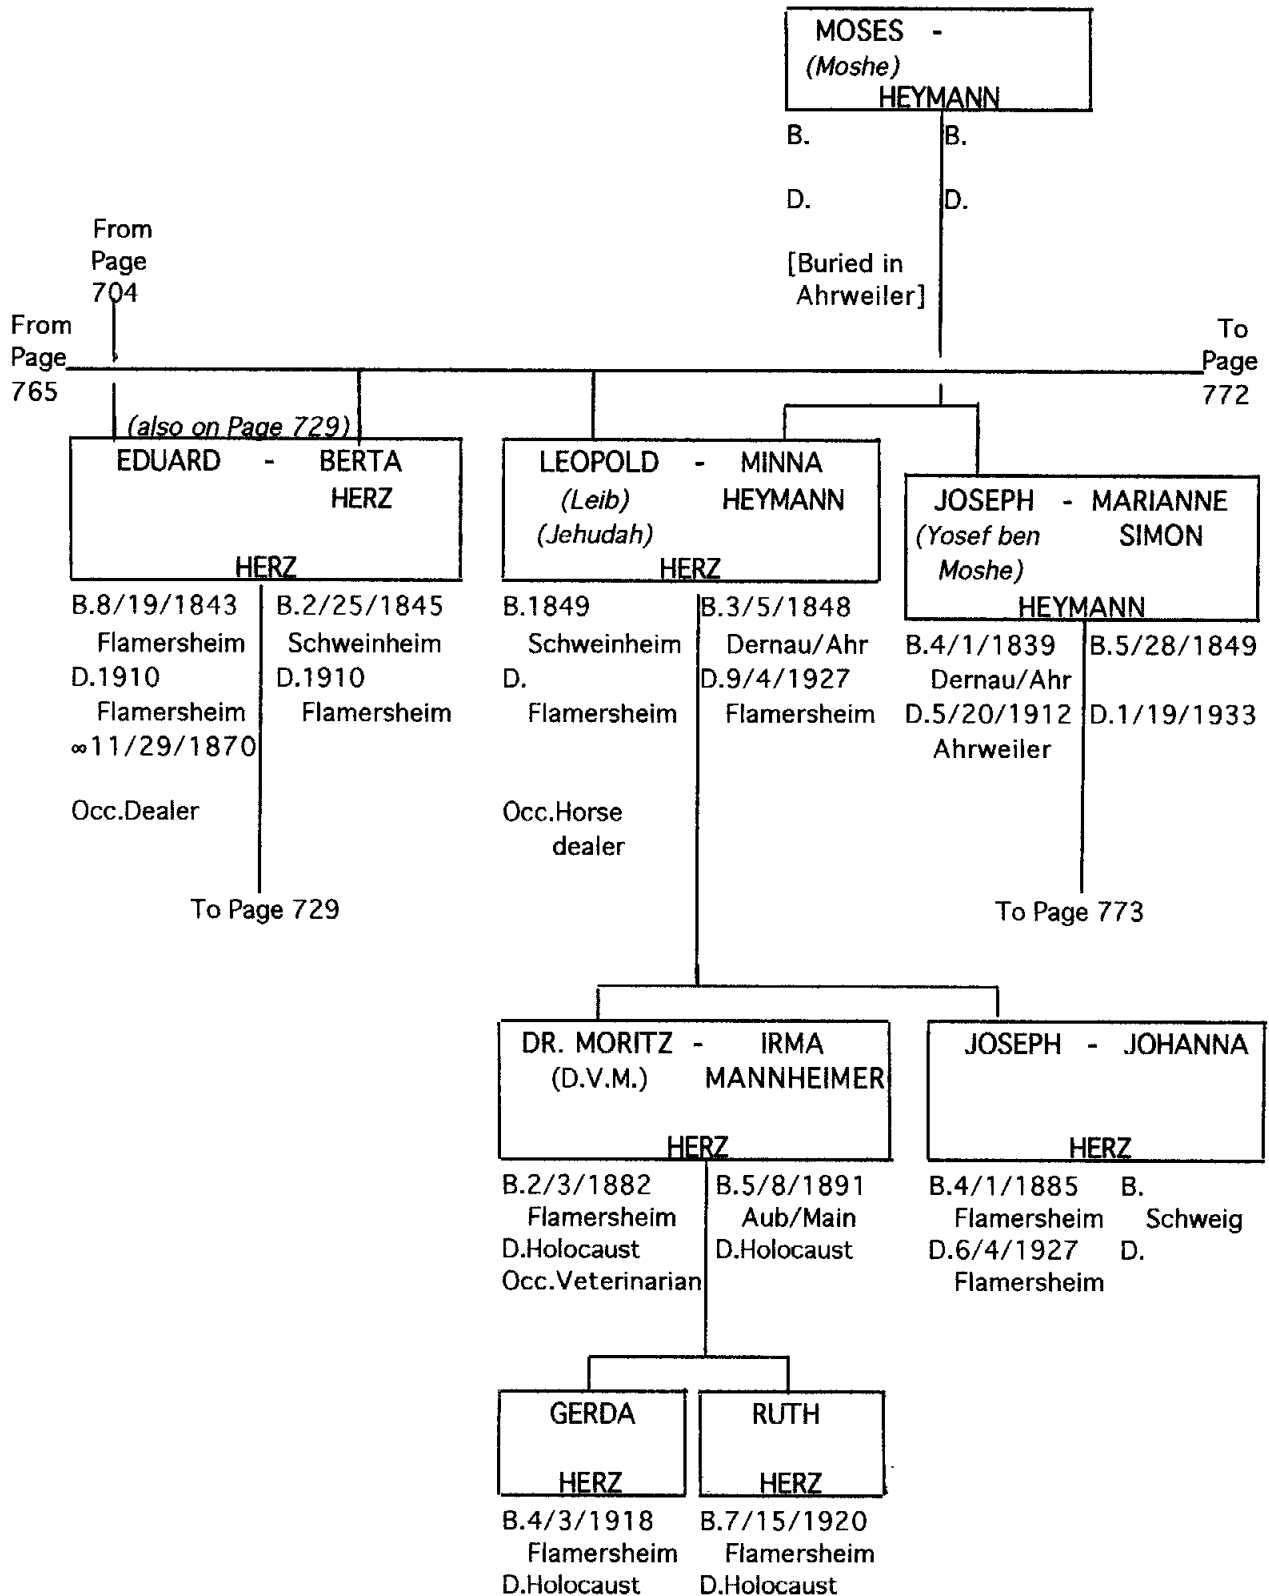 MOSES -
(Moshe)
HEYMANN
B. B.
D. D.
[Buried in
Ahrweiler]
From
Page
704
From
Page
765
To
Page
772
(also on Page 729)
EDUARD - BERTA
HERZ
HERZ
B.8/19/1843 B.2/25/1845
Flamersheim Schweinheim
D.1910 D.1910
Flamersheim Flamersheim
∞11/29/1870
Occ.Dealer
To Page 729
LEOPOLD - MINNA
(Leib) HEYMANN
(Jehudah)
HERZ
B.1849 B.3/5/1848
Schweinheim Dernau/Ahr
D. D.9/4/1927
Flamersheim Flamersheim
Occ.Horse
dealer
JOSEPH - MARIANNE
(Yosef ben SIMON
Moshe)
HEYMANN
B.4/1/1839 B.5/28/1849
Dernau/Ahr
D.5/20/1912 D.1/19/1933
Ahrweiler
To Page 773
DR. MORITZ - IRMA
(D.V.M.) MANNHEIMER
HERZ
B.2/3/1882 B.5/8/1891
Flamersheim Aub/Main
D.Holocaust D.Holocaust
Occ.Veterinarian
JOSEPH - JOHANNA
HERZ
B.4/1/1885 B.
Flamersheim Schweig
D.6/4/1927 D.
Flamersheim
GERDA
HERZ
B.4/3/1918
Flamersheim
D.Holocaust
RUTH
HERZ
B.7/15/1920
Flamersheim
D.Holocaust